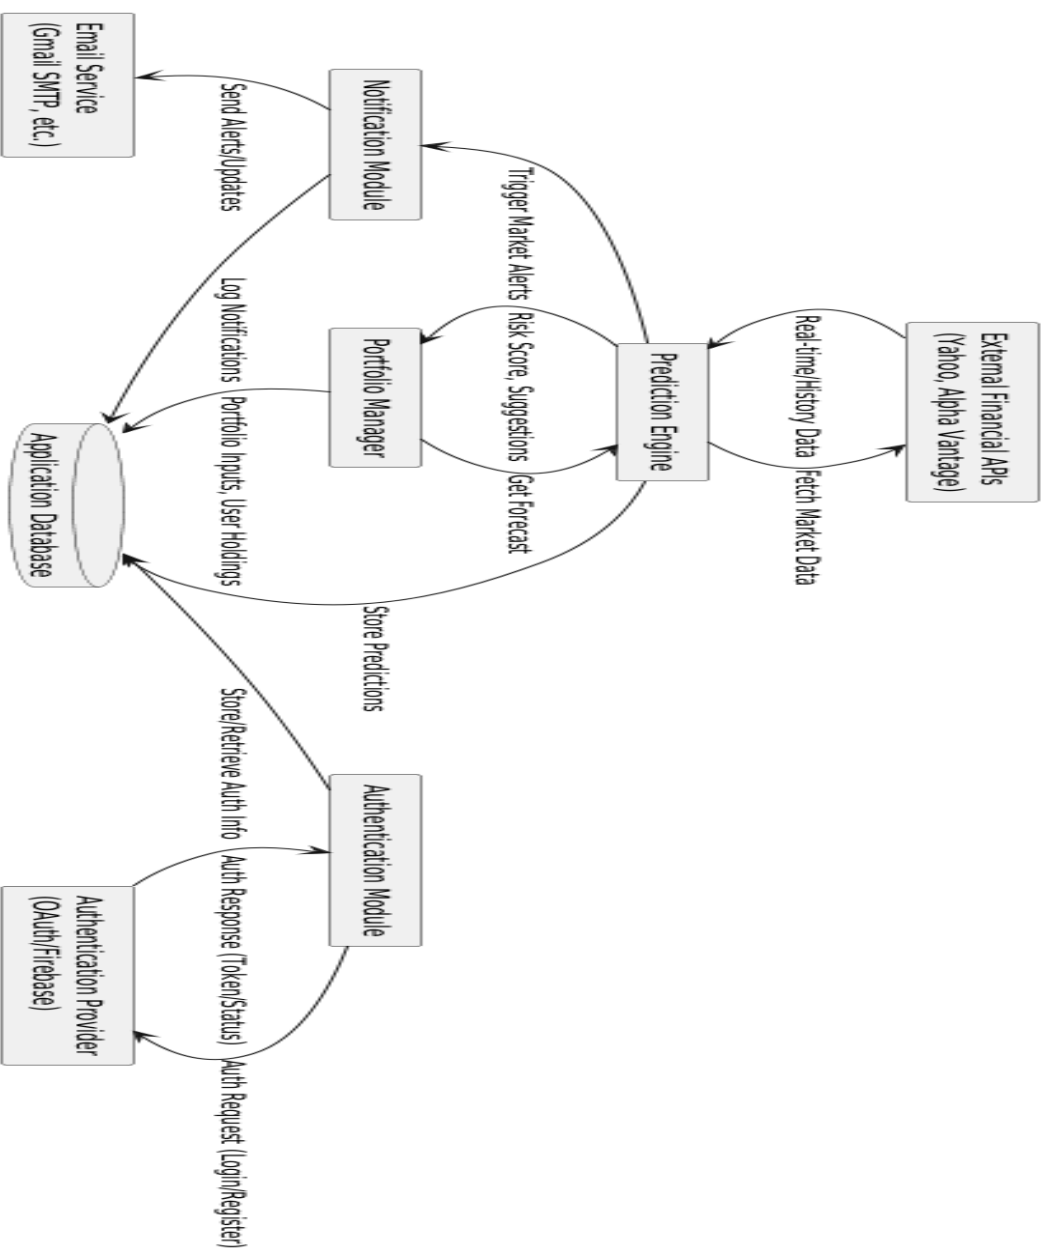 External Financial APIs
(Yahoo, Alpha Vantage)
Real-time/History Data
Fetch Market Data
Prediction Engine
Trigger Market Alerts
Risk Score, Suggestions
Get Forecast
Notification Module
Portfolio Manager
Store Predictions
Authentication Module
Send Alerts/Updates
Log Notifications
Portfolio Inputs, User Holdings
Store/Retrieve Auth Info
Auth Response (Token/Status)
Auth Request (Login/Register)
Email Service
(Gmail SMTP, etc.)
Application Database
Authentication Provider
(OAuth/Firebase)